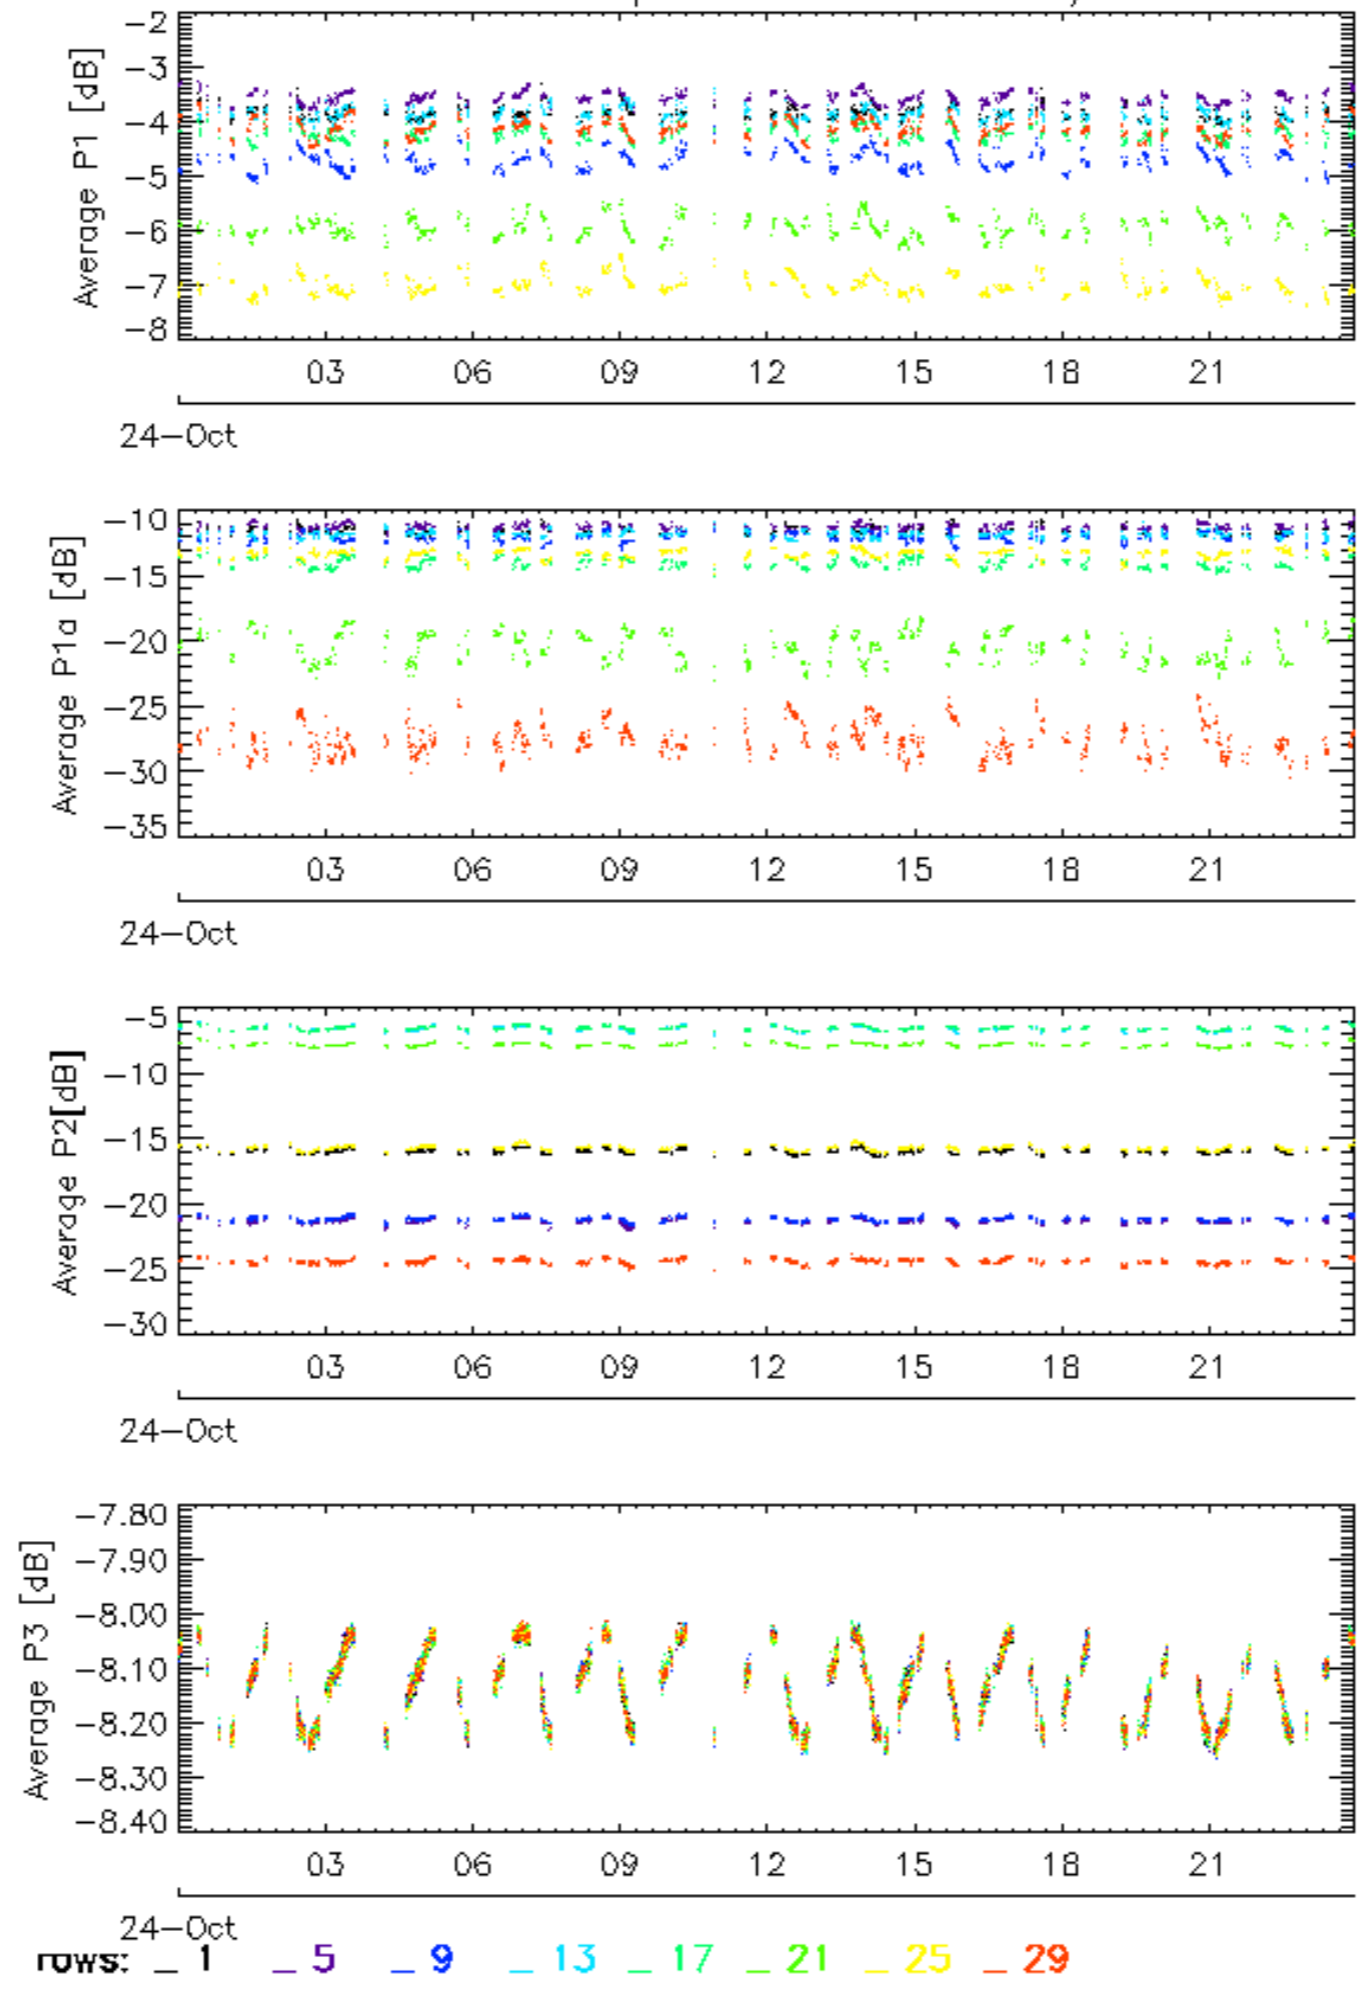 Average P1 [dB]
-2
-3
-4
-5
-6
-7
-8
03 06 09 12 15 18 21
24-Oct
Average P1a [dB]
-10
-15
-20
-25
-30
-35
03 06 09 12 15 18 21
24-Oct
Average P2[dB]
-5
-10
-15
-20
-25
-30
03 06 09 12 15 18 21
24-Oct
Average P3 [dB]
-7.80
-7.90
-8.00
-8.10
-8.20
-8.30
-8.40
03 06 09 12 15 18 21
24-Oct
rows: _ 1 _ 5 _ 9 _ 13 _ 17 _ 21 _ 25 _ 29